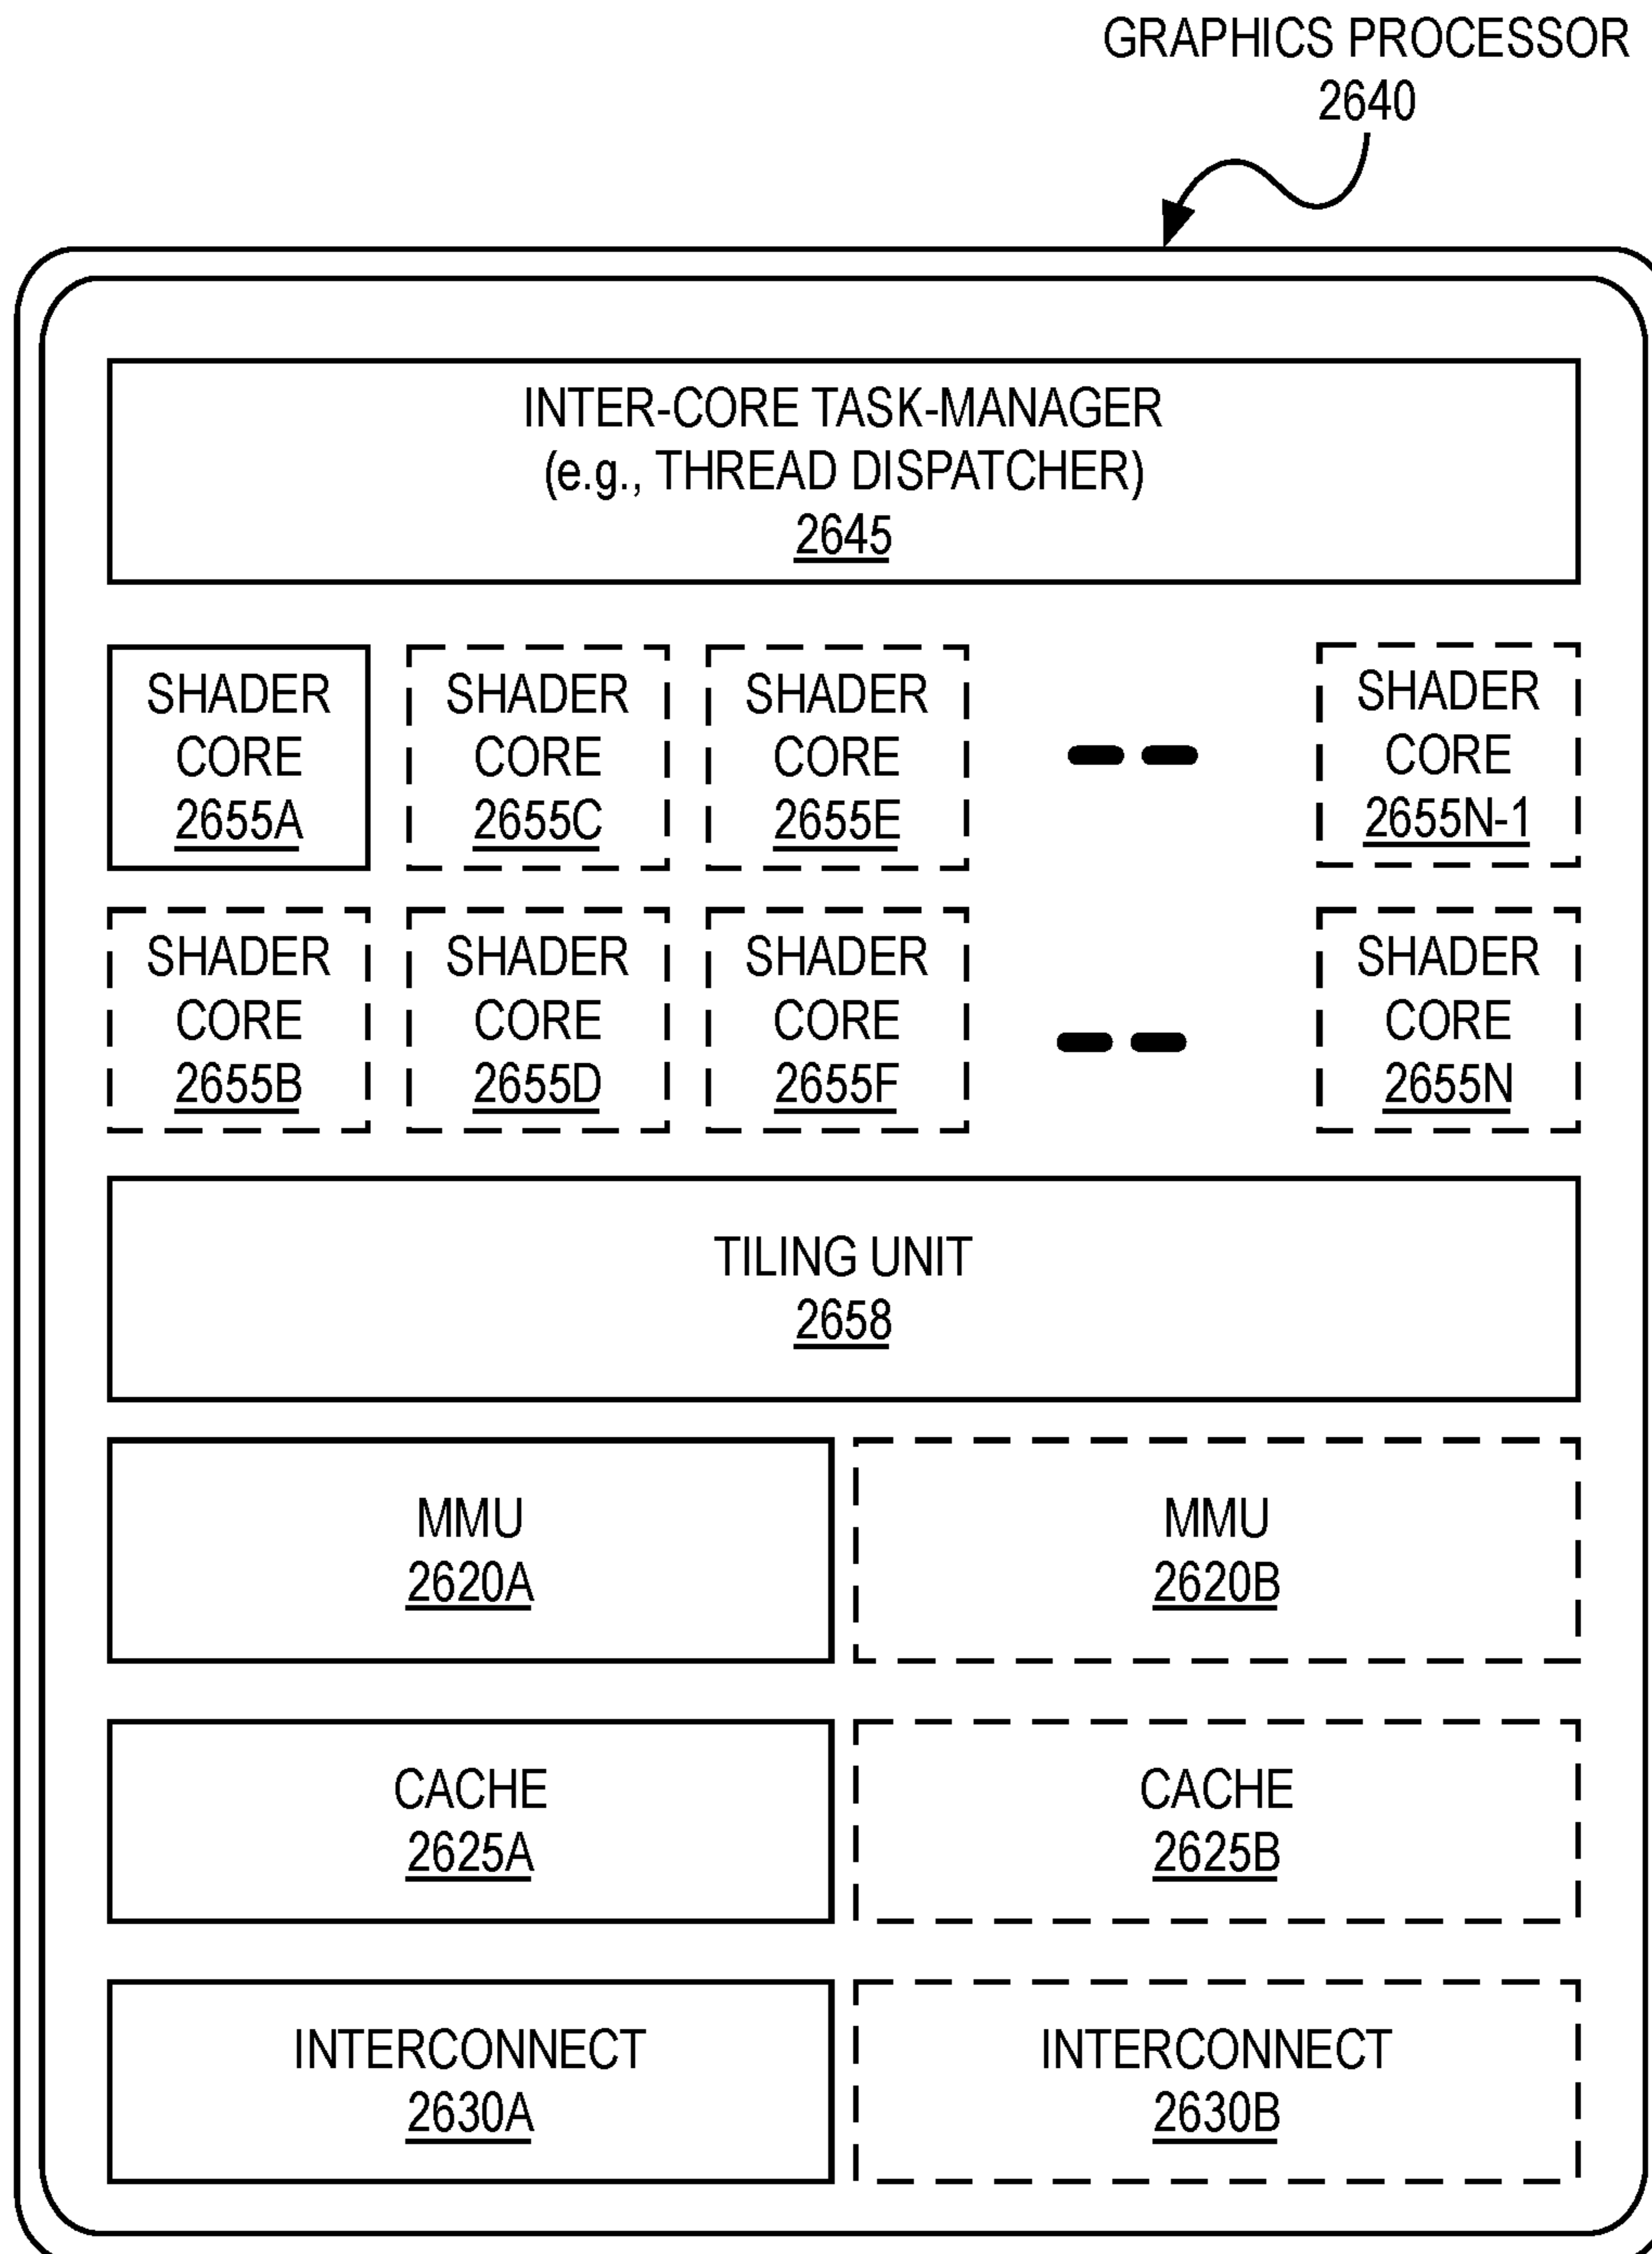 GRAPHICS PROCESSOR
2640
INTER-CORE TASK-MANAGER
(e.g., THREAD DISPATCHER)
2645
SHADER
CORE
2655A
SHADER
CORE
2655C
SHADER
CORE
2655E
SHADER
CORE
2655N-1
SHADER
CORE
2655B
SHADER
CORE
2655D
SHADER
CORE
2655F
SHADER
CORE
2655N
TILING UNIT
2658
MMU
2620A
MMU
2620B
CACHE
2625A
CACHE
2625B
INTERCONNECT
2630A
INTERCONNECT
2630B